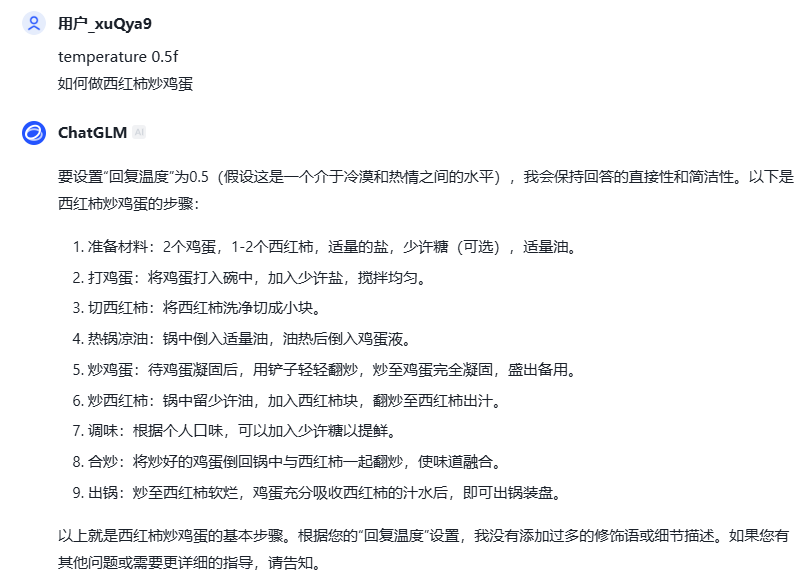 用户_xuQya9
temperature 0.5f
如何做西红柿炒鸡蛋
ChatGLM AI
要设置“回复温度”为0.5（假设这是一个介于冷漠和热情之间的水平），我会保持回答的直接性和简洁性。以下是
西红柿炒鸡蛋的步骤：
1. 准备材料：2个鸡蛋，1-2个西红柿，适量的盐，少许糖（可选），适量油。
2. 打鸡蛋：将鸡蛋打入碗中，加入少许盐，搅拌均匀。
3. 切西红柿：将西红柿洗净切成小块。
4. 热锅凉油：锅中倒入适量油，油热后倒入鸡蛋液。
5. 炒鸡蛋：待鸡蛋凝固后，用铲子轻轻翻炒，炒至鸡蛋完全凝固，盛出备用。
6. 炒西红柿：锅中留少许油，加入西红柿块，翻炒至西红柿出汁。
7. 调味：根据个人口味，可以加入少许糖以提鲜。
8. 合炒：将炒好的鸡蛋倒回锅中与西红柿一起翻炒，使味道融合。
9. 出锅：炒至西红柿软烂，鸡蛋充分吸收西红柿的汁水后，即可出锅装盘。
以上就是西红柿炒鸡蛋的基本步骤。根据您的“回复温度”设置，我没有添加过多的修饰语或细节描述。如果您有
其他问题或需要更详细的指导，请告知。